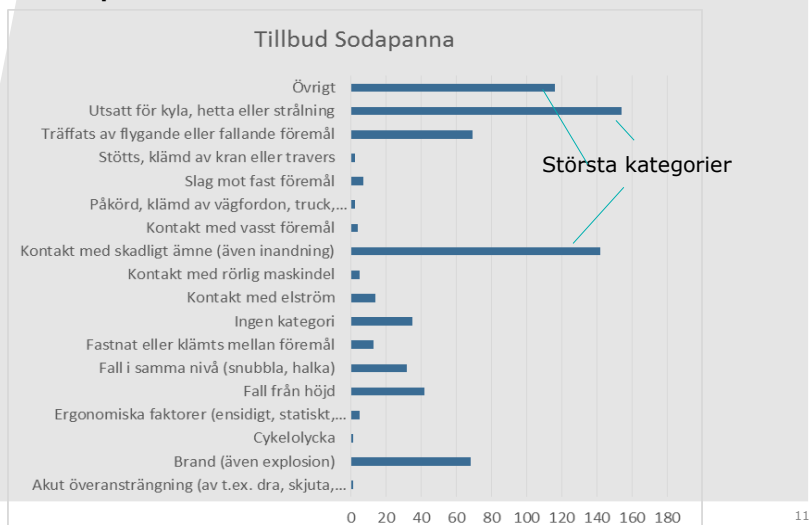 Tillbud Sodapanna
Övrigt
Utsatt för kyla, hetta eller strålning
Träffats av flygande eller fallande föremål
Stötts, klämd av kran eller travers
Största kategorier
Slag mot fast föremål
Påkörd, klämd av vägfordon, truck,...
Kontakt med vasst föremål
Kontakt med skadligt ämne (även inandning)
Kontakt med rörlig maskindel
Kontakt med elström
Ingen kategori
Fastnat eller klämts mellan föremål
Fall i samma nivå (snubbla, halka)
Fall från höjd
Ergonomiska faktorer (ensidigt, statiskt,...
Cykelolycka
Brand (även explosion)
Akut överansträngning (av t.ex. dra, skjuta,...
0 20 40 60 80 100 120 140 160 180
11